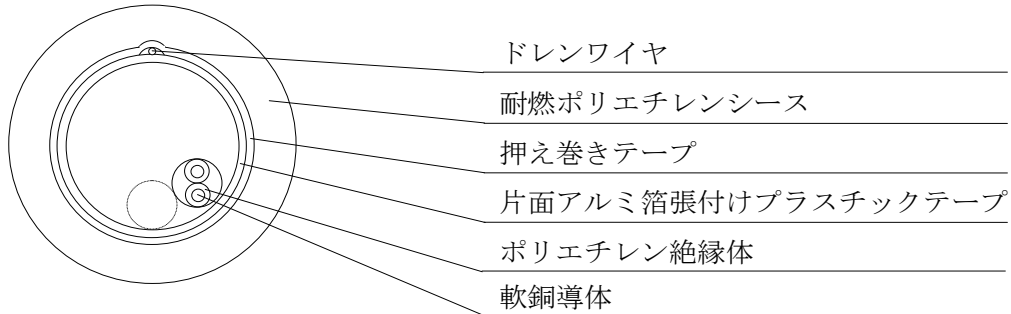 ドレンワイヤ
耐燃ポリエチレンシース
押え巻きテープ
片面アルミ箔張付けプラスチックテープ
ポリエチレン絶縁体
軟銅導体